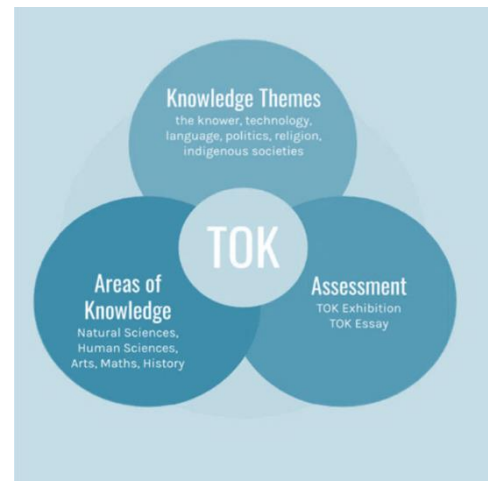 Knowledge Themes
the knower, technology,
language, politics, religion,
indigenous societies
TOK
Areas of
Knowledge
Natural Sciences,
Human Sciences,
Arts, Maths, History
Assessment
TOK Exhibition
TOK Essay